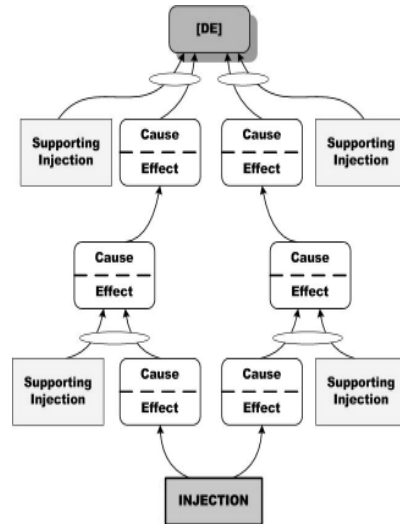 [DE]
Supporting
Injection
Cause
Effect
Cause
Effect
Supporting
Injection
Cause
Effect
Cause
Effect
Supporting
Injection
Cause
Effect
Cause
Effect
Supporting
Injection
INJECTION